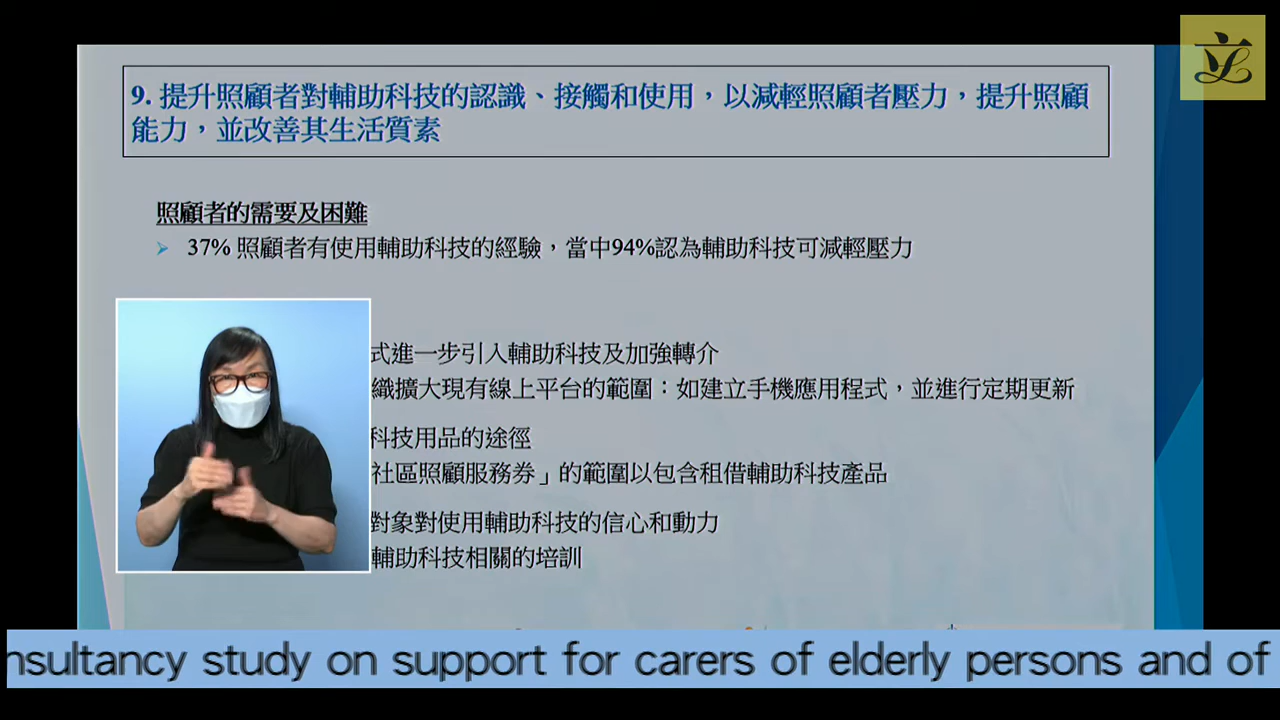 9. 提升照顧者對輔助科技的認識、接觸和使用，以減輕照顧者壓力，提升照顧
能力，並改善其生活質素
照顧者的需要及困難
37% 照顧者有使用輔助科技的經驗，當中94%認為輔助科技可減輕壓力
式進一步引入輔助科技及加強轉介
織擴大現有線上平台的範圍：如建立手機應用程式，並進行定期更新
科技用品的途徑
社區照顧服務券」的範圍以包含租借輔助科技產品
對象對使用輔助科技的信心和動力
輔助科技相關的培訓
nsultancy study on support for carers of elderly persons and of